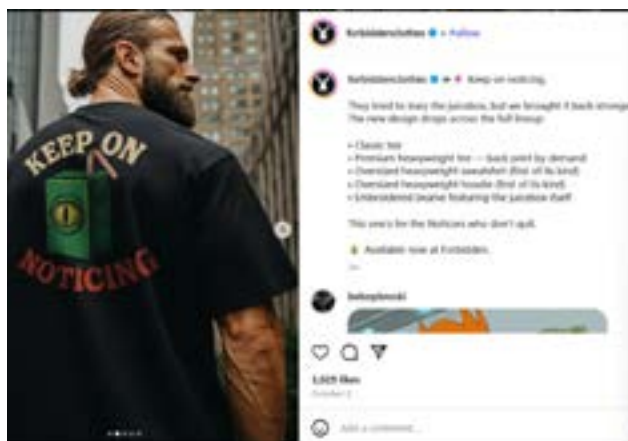 KEEP ON
NOTICING
forbiddenclothes • Follow
forbiddenclothes Keep on noticing.
They tried to bury the juicebox, but we brought it back stronge
The new design drops across the full lineup:
• Classic tee
• Premium heavyweight tee — back print by demand
• Oversized heavyweight sweatshirt (first of its kind)
• Oversized heavyweight hoodie (first of its kind)
• Embroidered beanie featuring the juicebox itself
This one's for the Noticers who don't quit.
Available now at Forbidden.
likes
October
Add a comment...